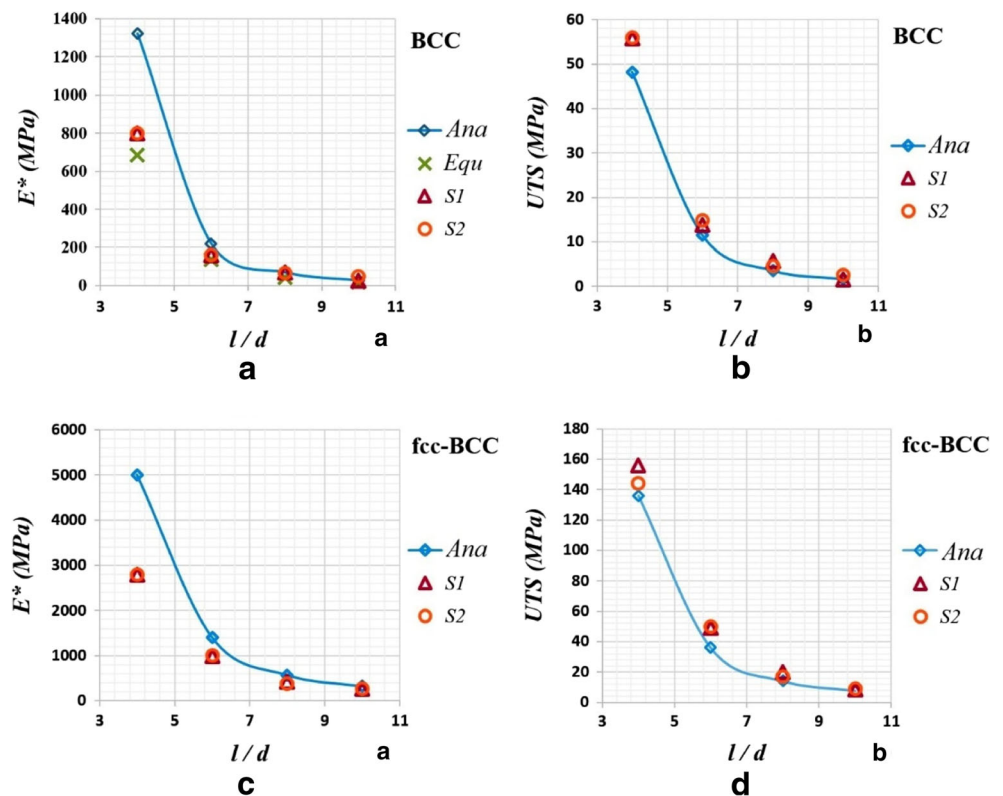 BCC
E* (MPa)
1400
1200
1000
800
600
400
200
0
3 5 7 9 11
l / d
Ana
Equ
S1
S2
a
a
BCC
UTS (MPa)
60
50
40
30
20
10
0
3 5 7 9 11
l / d
Ana
S1
S2
b
b
fcc-BCC
E* (MPa)
6000
5000
4000
3000
2000
1000
0
3 5 7 9 11
l / d
Ana
S1
S2
a
c
fcc-BCC
UTS (MPa)
180
160
140
120
100
80
60
40
20
0
3 5 7 9 11
l / d
Ana
S1
S2
b
d